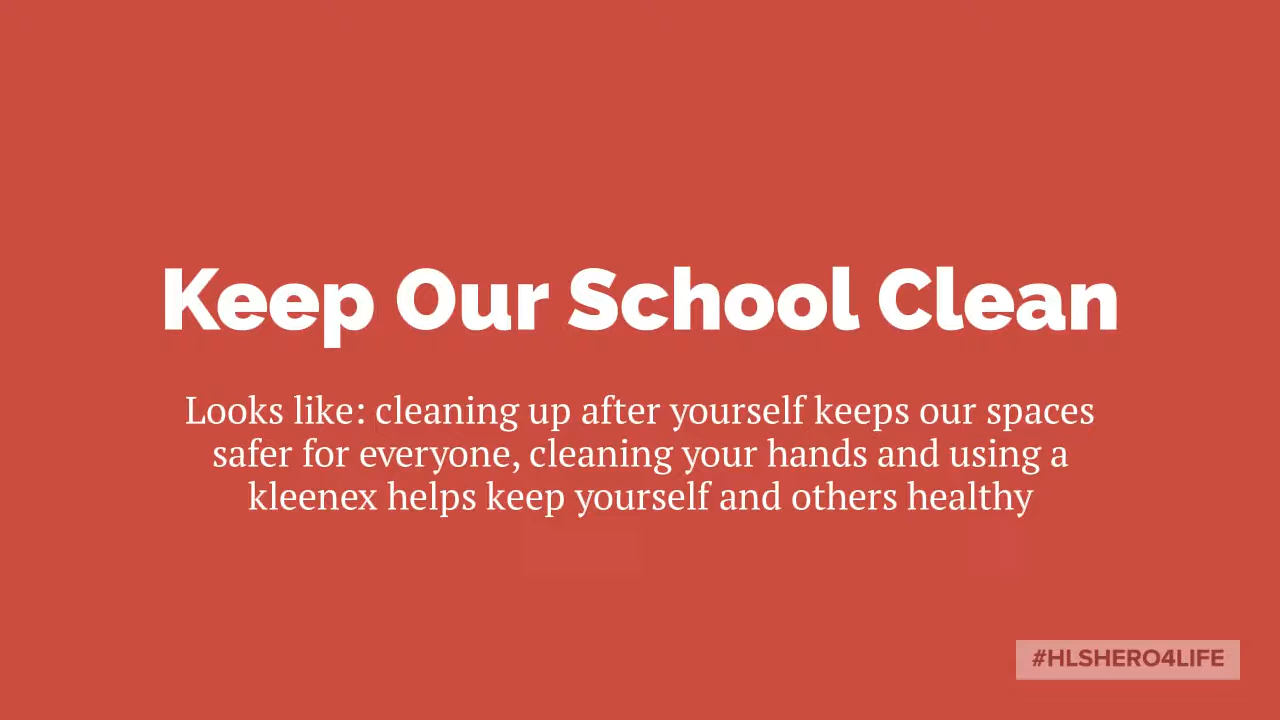 Keep Our School Clean
Looks like: cleaning up after yourself keeps our spaces
safer for everyone, cleaning your hands and using a
kleenex helps keep yourself and others healthy
#HLSHERO4LIFE